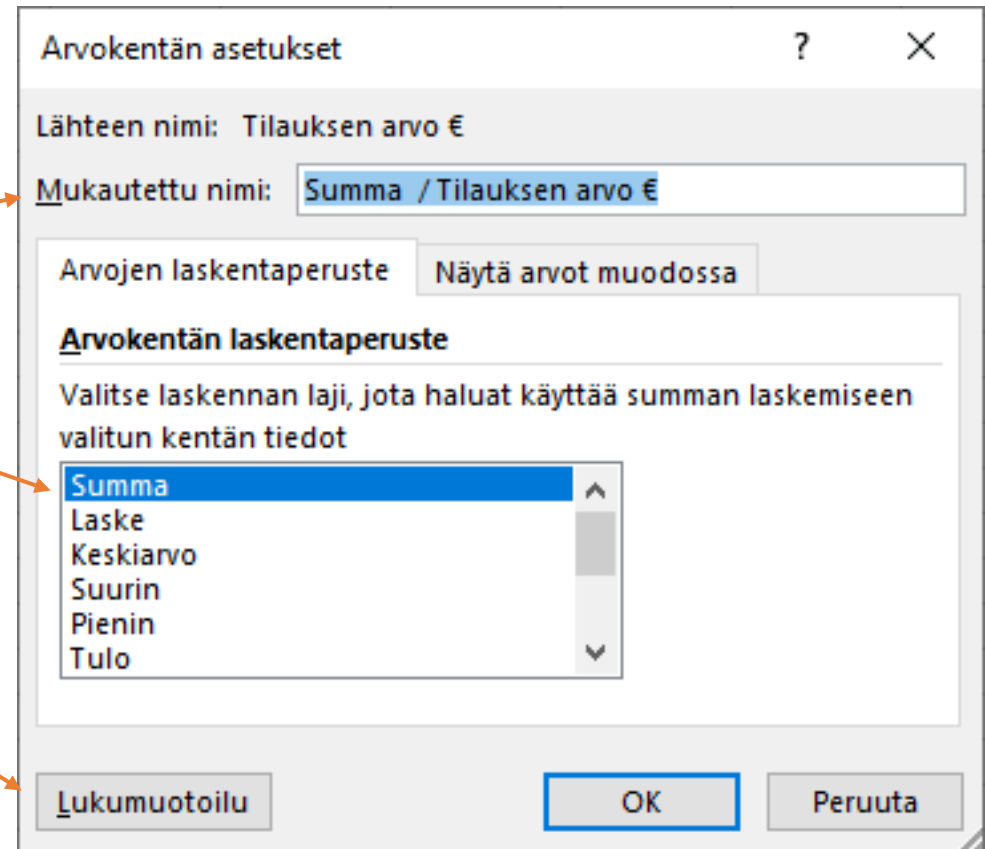 Arvokentän asetukset ?
Lähteen nimi: Tilauksen arvo €
Mukautettu nimi: Summa / Tilauksen arvo €
Arvojen laskentaperuste Näytä arvot muodossa
Arvokentän laskentaperuste
Valitse laskennan laji, jota haluat käyttää summan laskemiseen
valitun kentän tiedot
Summa
Laske
Keskiarvo
Suurin
Pienin
Tulo
Lukumuotoilu OK Peruuta